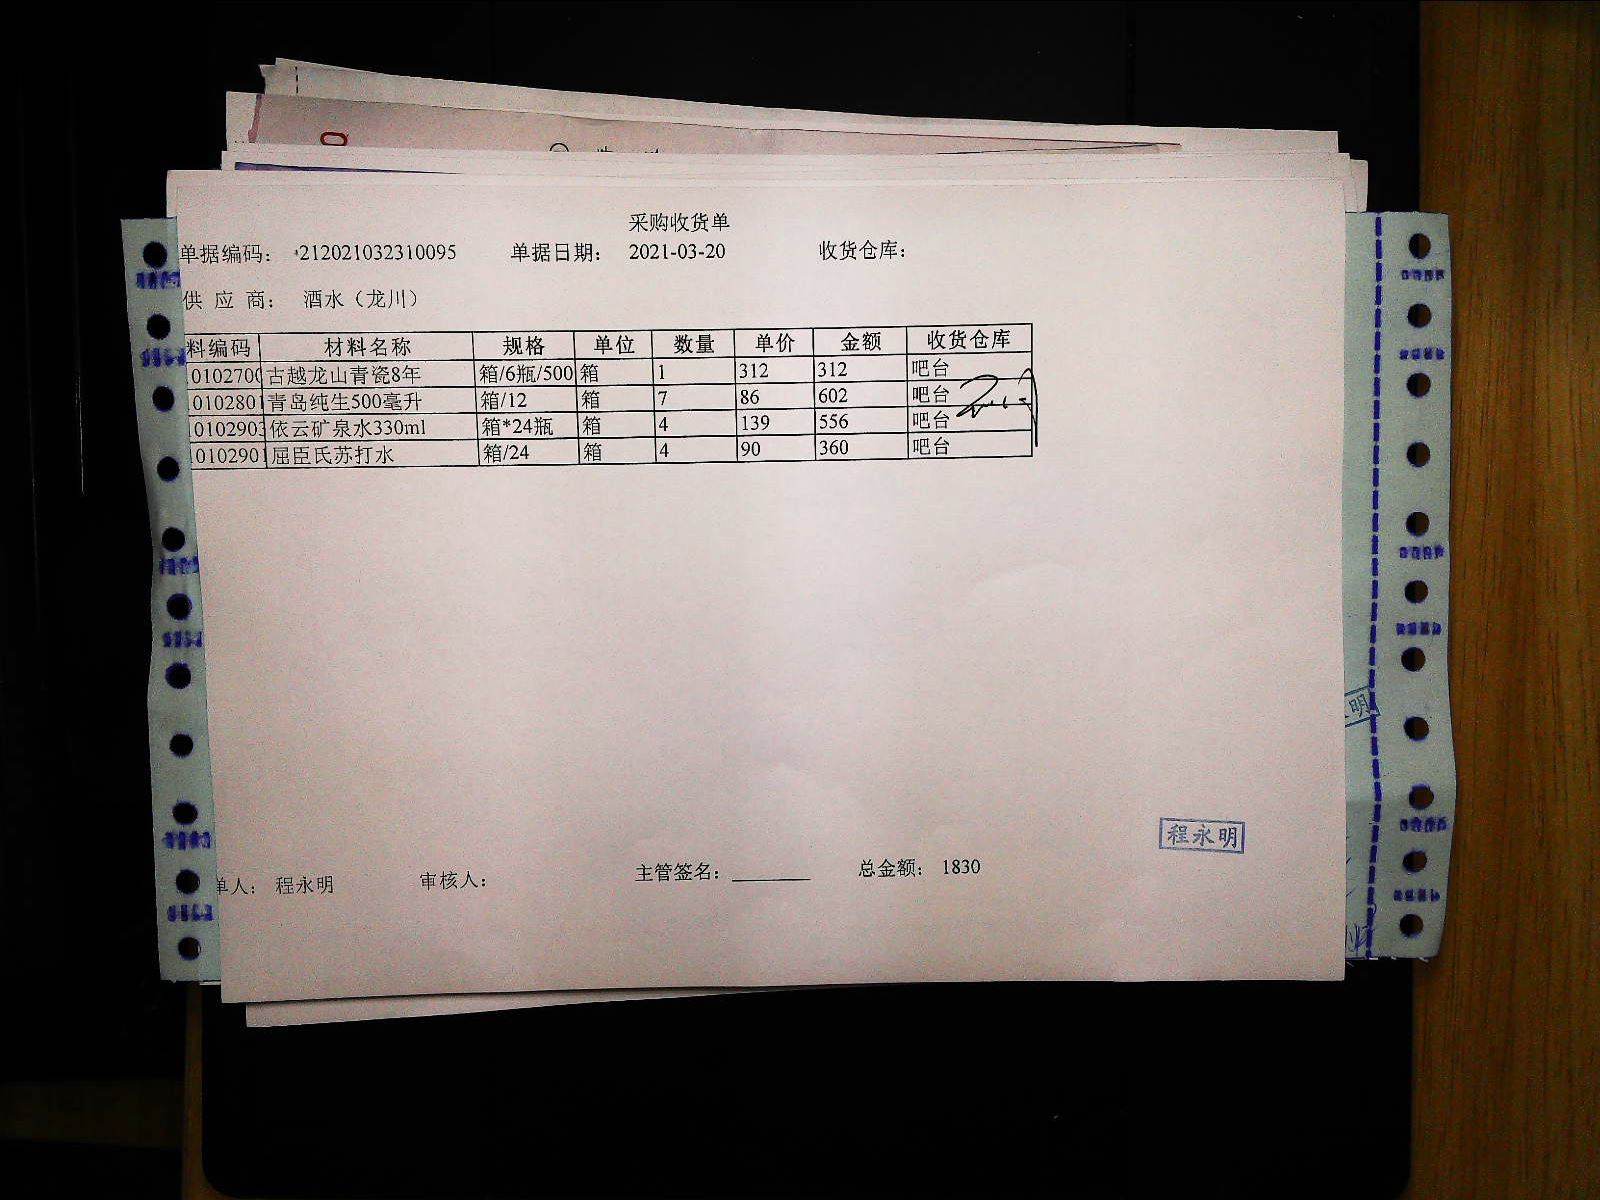 采购收货单
单据编码： *212021032310095 单据日期： 2021-03-20 收货仓库：
供 应 商： 酒水（龙川）
料编码 材料名称 规格 单位 数量 单价 金额 收货仓库
0102700 古越龙山青瓷8年 箱/6瓶/500 箱 1 312 312 吧台
0102801 青岛纯生500毫升 箱/12 箱 7 86 602 吧台
0102903 依云矿泉水330ml 箱*24瓶 箱 4 139 556 吧台
0102901 屈臣氏苏打水 箱/24 箱 4 90 360 吧台
明
程永明
单人： 程永明 审核人： 主管签名： 总金额： 1830